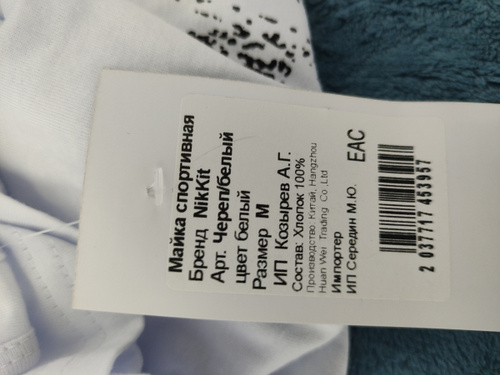 Майка спортивная
Бренд NikKit
Арт. Череп/белый
цвет белый
Размер M
ИП Козырев А.Г.
Состав: Хлопок 100%
Производство: Китай, Hangzhou
Huan Wei Trading Co.,Ltd
Импортер
ИП Середин М.Ю.
EAC
2 037717 453957